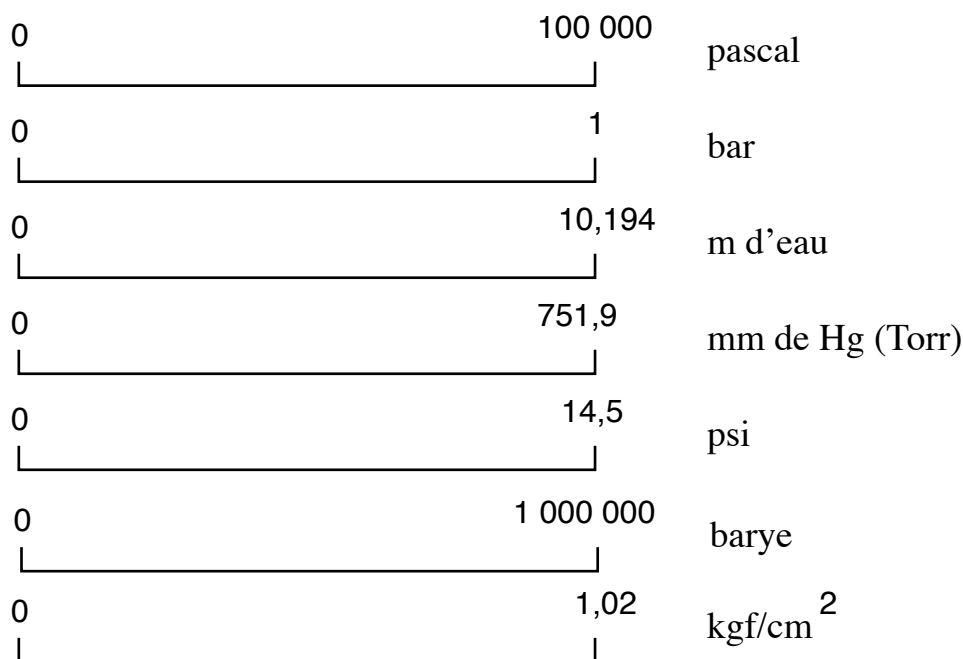 0 100 000 pascal
0 1 bar
0 10,194 m d’eau
0 751,9 mm de Hg (Torr)
0 14,5 psi
0 1 000 000 barye
0 1,02 kgf/cm 2